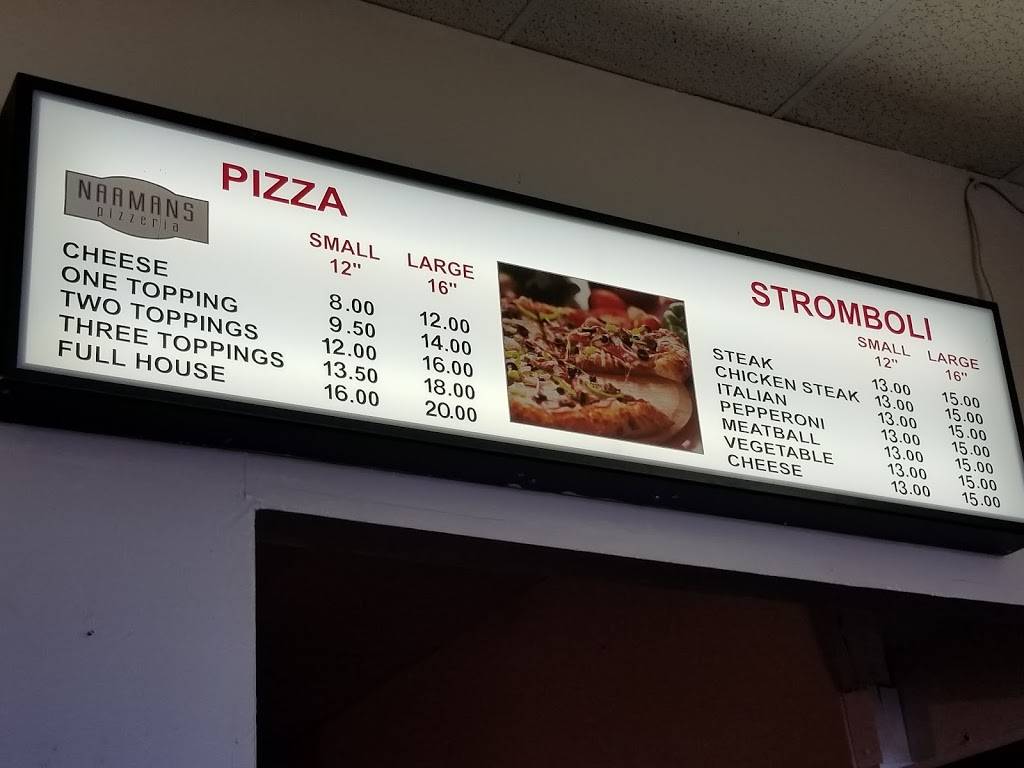 NAAMANS
pizzeria
PIZZA
SMALL LARGE
12" 16"
CHEESE 8.00 12.00
ONE TOPPING 9.50 14.00
TWO TOPPINGS 12.00 16.00
THREE TOPPINGS 13.50 18.00
FULL HOUSE 16.00 20.00
STROMBOLI
SMALL LARGE
12" 16"
STEAK 13.00 15.00
CHICKEN STEAK 13.00 15.00
ITALIAN 13.00 15.00
PEPPERONI 13.00 15.00
MEATBALL 13.00 15.00
VEGETABLE 13.00 15.00
CHEESE 13.00 15.00